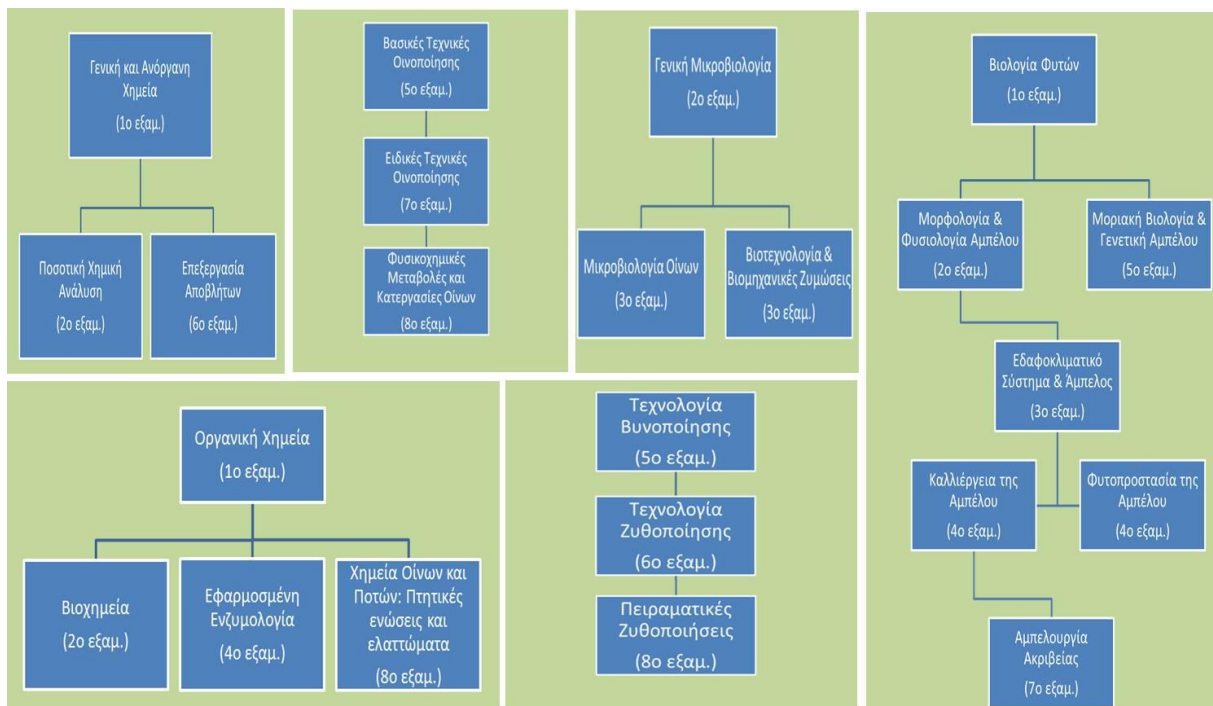 Γενική και Ανόργανη
Χημεία
(1ο εξαμ.)
Ποσοτική Χημική
Ανάλυση
(2ο εξαμ.)
Επεξεργασία
Αποβλήτων
(6ο εξαμ.)
Βασικές Τεχνικές
Οινοποίησης
(5ο εξαμ.)
Ειδικές Τεχνικές
Οινοποίησης
(7ο εξαμ.)
Φυσικοχημικές
Μεταβολές και
Κατεργασίες Οίνων
(8ο εξαμ.)
Γενική Μικροβιολογία
(2ο εξαμ.)
Μικροβιολογία Οίνων
(3ο εξαμ.)
Βιοτεχνολογία &
Βιομηχανικές Ζυμώσεις
(3ο εξαμ.)
Βιολογία Φυτών
(1ο εξαμ.)
Μορφολογία &
Φυσιολογία Αμπέλου
(2ο εξαμ.)
Μοριακή Βιολογία &
Γενετική Αμπέλου
(5ο εξαμ.)
Εδαφοκλιματικό
Σύστημα & Άμπελος
(3ο εξαμ.)
Καλλιέργεια της
Αμπέλου
(4ο εξαμ.)
Φυτοπροστασία της
Αμπέλου
(4ο εξαμ.)
Αμπελουργία
Ακριβείας
(7ο εξαμ.)
Οργανική Χημεία
(1ο εξαμ.)
Βιοχημεία
(2ο εξαμ.)
Εφαρμοσμένη
Ενζυμολογία
(4ο εξαμ.)
Χημεία Οίνων και
Ποτών: Πτητικές
ενώσεις και
ελαττώματα
(8ο εξαμ.)
Τεχνολογία
Βυνοποίησης
(5ο εξαμ.)
Τεχνολογία
Ζυθοποίησης
(6ο εξαμ.)
Πειραματικές
Ζυθοποιήσεις
(8ο εξαμ.)